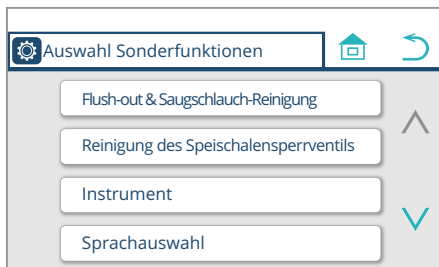 Auswahl Sonderfunktionen
Flush-out & Saugschlauch-Reinigung
Reinigung des Speischalensperrventils
Instrument
Sprachauswahl